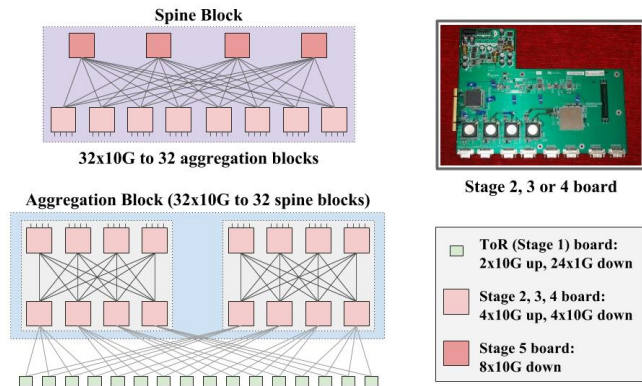 Spine Block
32x10G to 32 aggregation blocks
Aggregation Block (32x10G to 32 spine blocks)
Stage 2, 3 or 4 board
ToR (Stage 1) board:
2x10G up, 24x1G down
Stage 2, 3, 4 board:
4x10G up, 4x10G down
Stage 5 board:
8x10G down